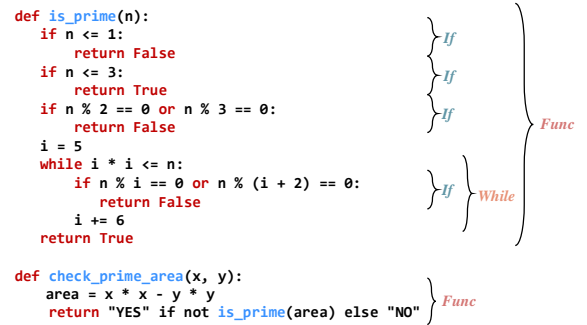 def is_prime(n):
    if n <= 1:    If
        return False
    if n <= 3:    If
        return True
    if n % 2 == 0 or n % 3 == 0:    If
        return False    Func
    i = 5
    while i * i <= n:
        if n % i == 0 or n % (i + 2) == 0:    If    While
            return False
        i += 6
    return True
def check_prime_area(x, y):
    area = x * x - y * y    Func
    return "YES" if not is_prime(area) else "NO"